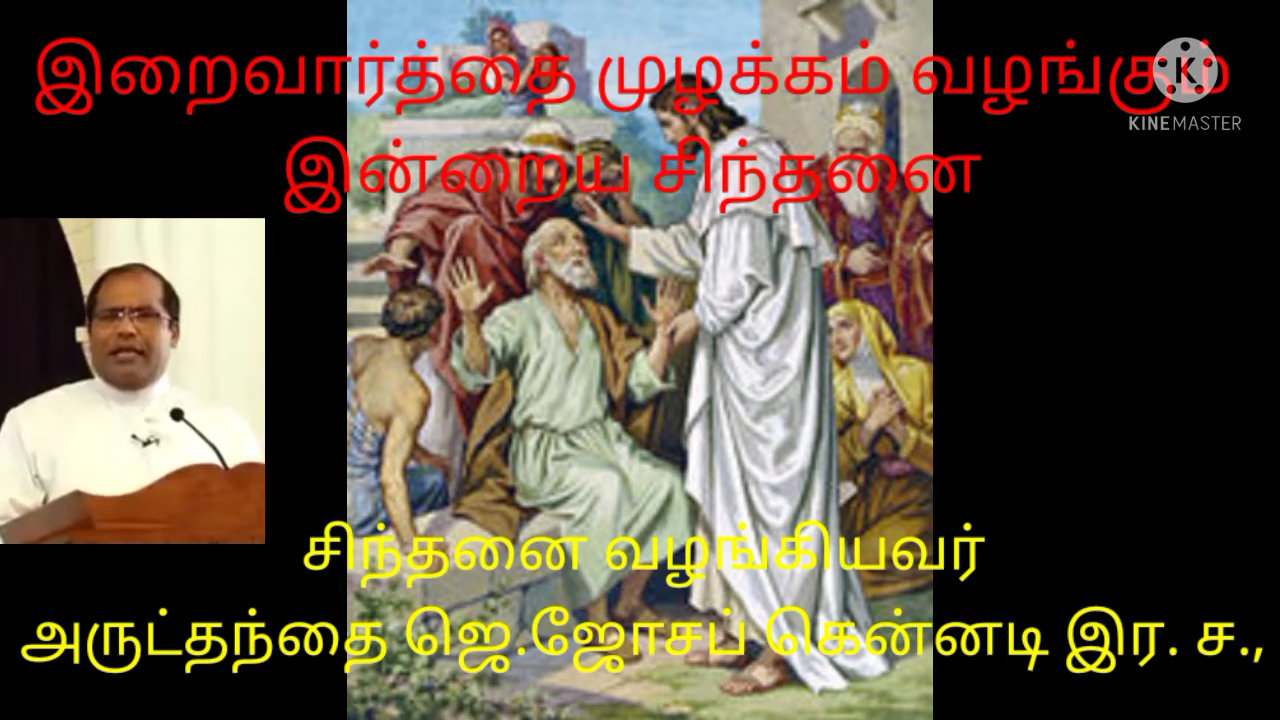 இறைவார்த்தை முழக்கம் வழங்கும்
இன்றைய சிந்தனை
K
KINEMASTER
சிந்தனை வழங்கியவர்
அருட்தந்தை ஜெ.ஜோசப் கென்னடி இர. ச.,